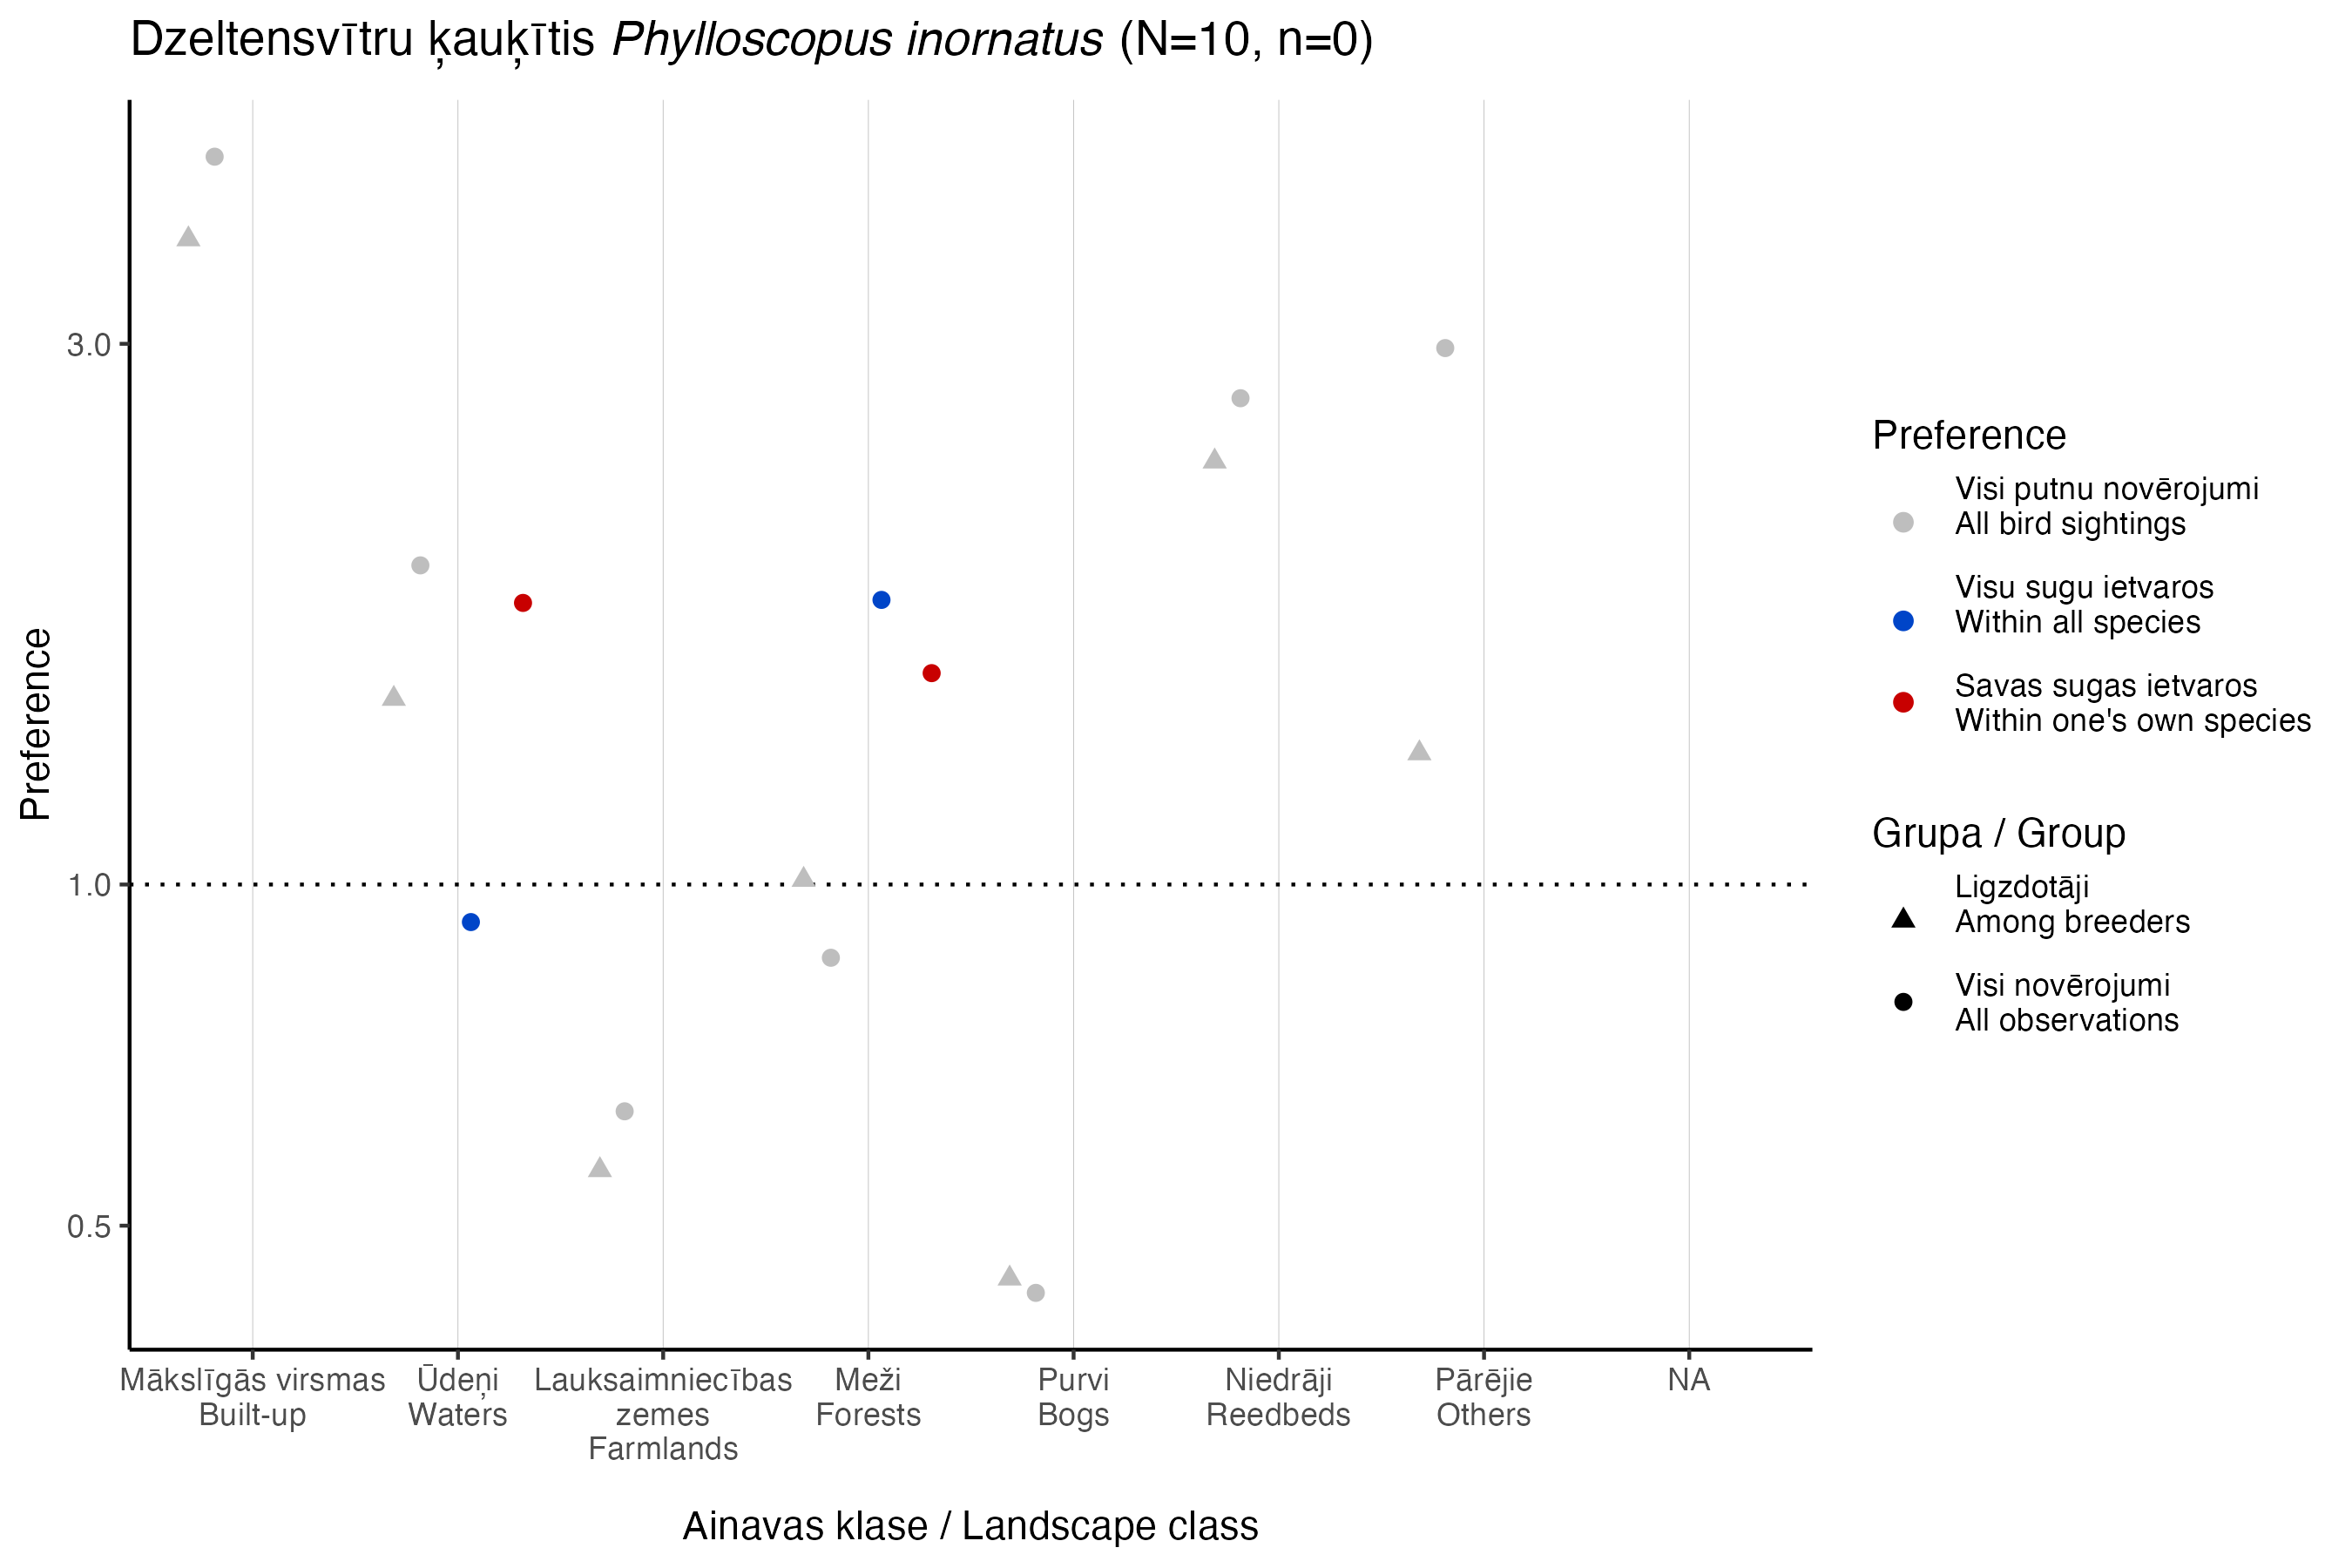 Dzeltensvītru ķauķītis Phylloscopus inornatus (N=10, n=0)
Preference
3.0
1.0
0.5
Mākslīgās virsmas
Built-up
Ūdeņi
Waters
Lauksaimniecības
zemes
Farmlands
Meži
Forests
Purvi
Bogs
Niedrāji
Reedbeds
Pārējie
Others
NA
Ainavas klase / Landscape class
Preference
Visi putnu novērojumi
All bird sightings
Visu sugu ietvaros
Within all species
Savas sugas ietvaros
Within one's own species
Grupa / Group
Ligzdotāji
Among breeders
Visi novērojumi
All observations